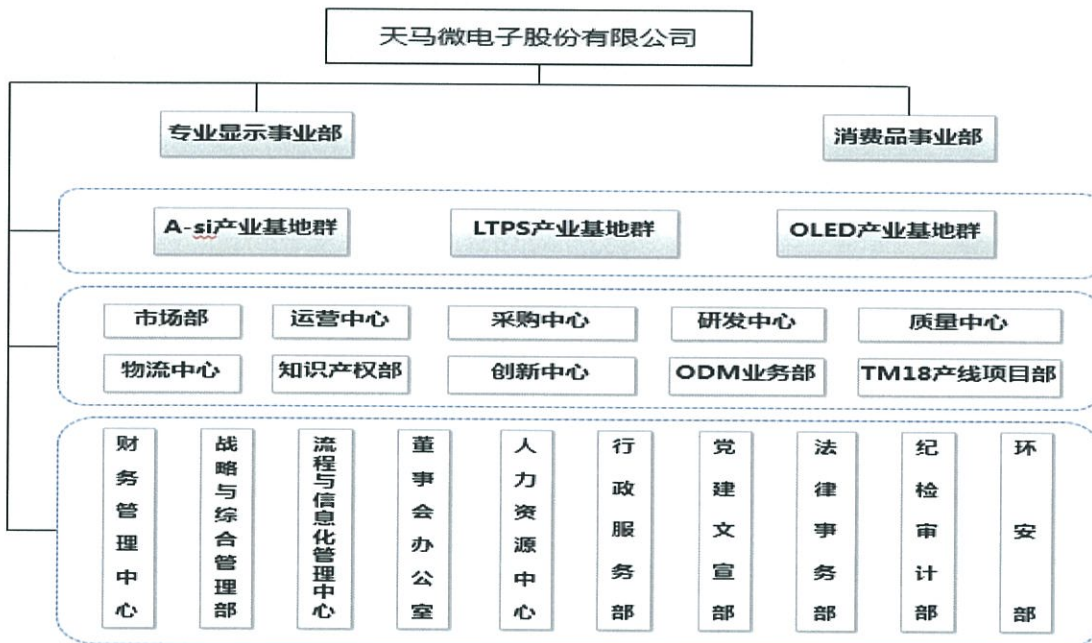 天马微电子股份有限公司
专业显示事业部
消费品事业部
A-si产业基地群
LTPS产业基地群
OLED产业基地群
市场部
运营中心
采购中心
研发中心
质量中心
物流中心
知识产权部
创新中心
ODM业务部
TM18产线项目部
财务管理中心
战略与综合管理部
流程与信息化管理中心
董事会办公室
人力资源中心
行政服务部
党建文宣部
法律事务部
纪检审计部
环安部